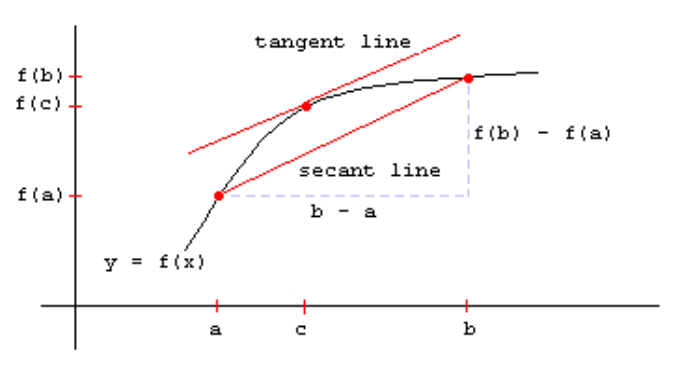 tangent line
f(b)
f(c)
f(b) - f(a)
secant line
f(a)
b - a
y = f(x)
a
c
b